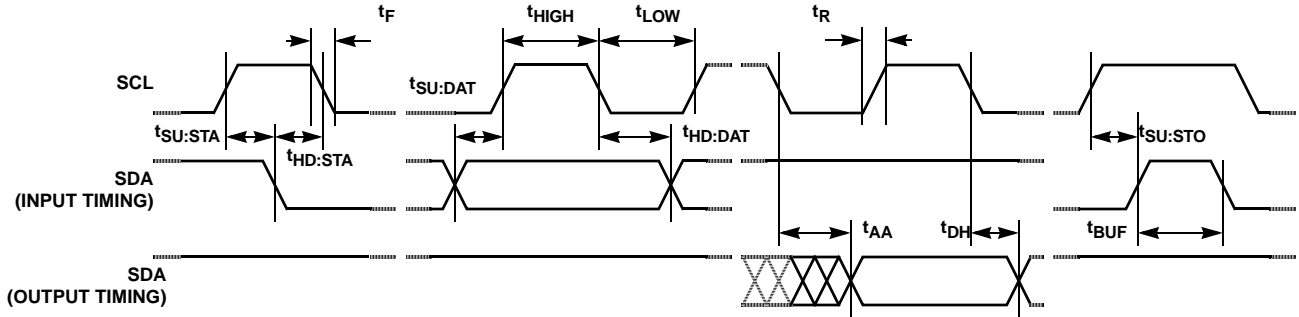 tF
tHIGH
tLOW
tR
SCL
tSU:DAT
tSU:STA
tHD:STA
tHD:DAT
tSU:STO
SDA
(INPUT TIMING)
tAA
tDH
tBUF
SDA
(OUTPUT TIMING)